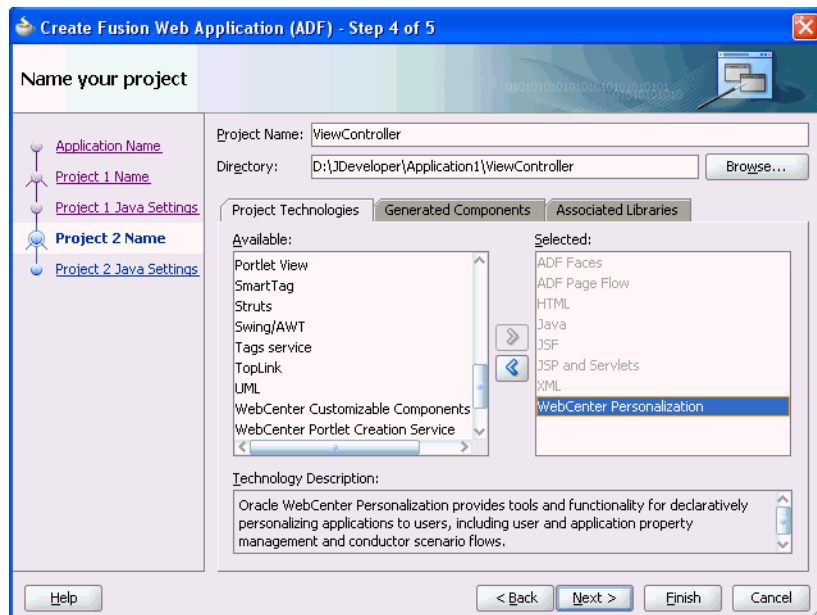 Create Fusion Web Application (ADF) - Step 4 of 5
Name your project
Application Name
Project 1 Name
Project 1 Java Settings
Project 2 Name
Project 2 Java Settings
Project Name: ViewController
Directory: D:\JDeveloper\Application1\ViewController Browse...
Project Technologies Generated Components Associated Libraries
Available:
Portlet View
SmartTag
Struts
Swing/AWT
Tags service
TopLink
UML
WebCenter Customizable Components
WebCenter Portlet Creation Service
Selected:
ADF Faces
ADF Page Flow
HTML
Java
JSF
JSP and Servlets
XML
WebCenter Personalization
Technology Description:
Oracle WebCenter Personalization provides tools and functionality for declaratively
personalizing applications to users, including user and application property
management and conductor scenario flows.
Help < Back Next > Finish Cancel